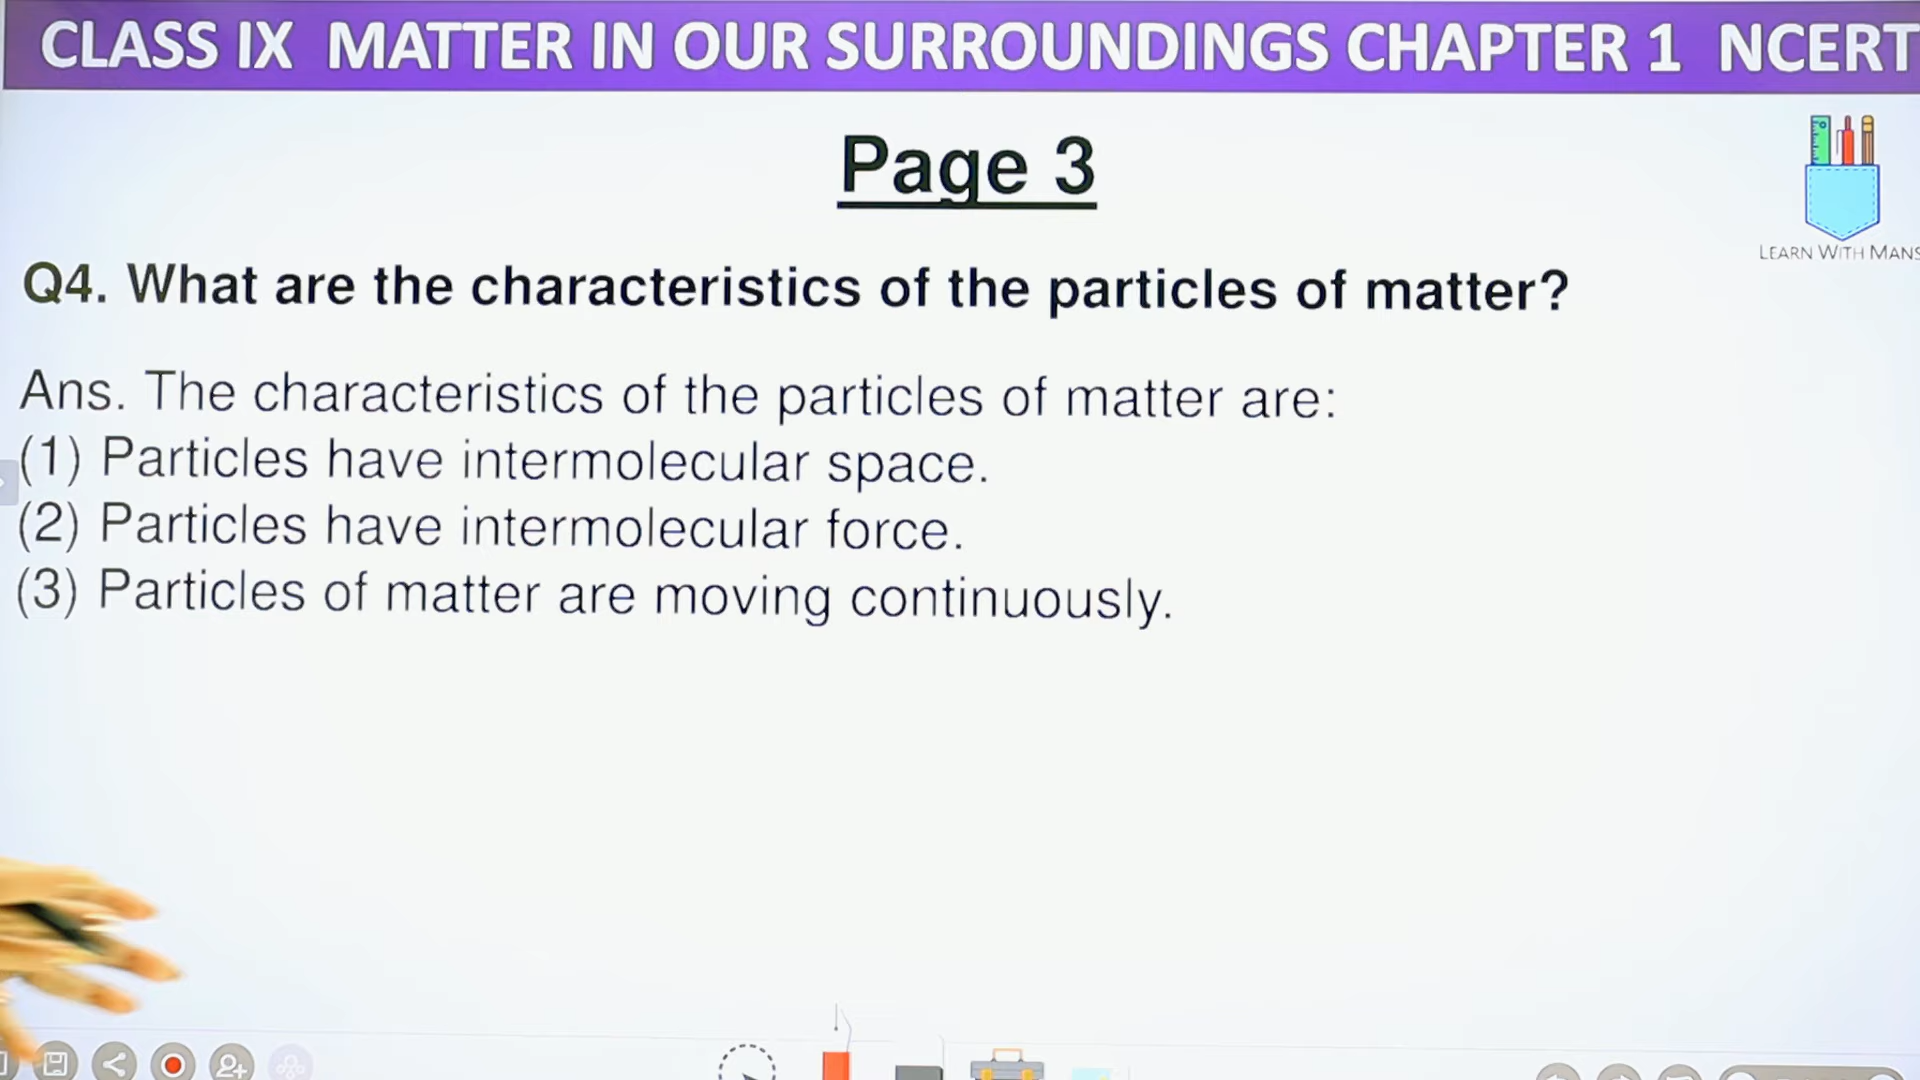 CLASS IX MATTER IN OUR SURROUNDINGS CHAPTER 1 NCERT
Page 3
LEARN WITH MANS
Q4. What are the characteristics of the particles of matter?
Ans. The characteristics of the particles of matter are:
(1) Particles have intermolecular space.
(2) Particles have intermolecular force.
(3) Particles of matter are moving continuously.